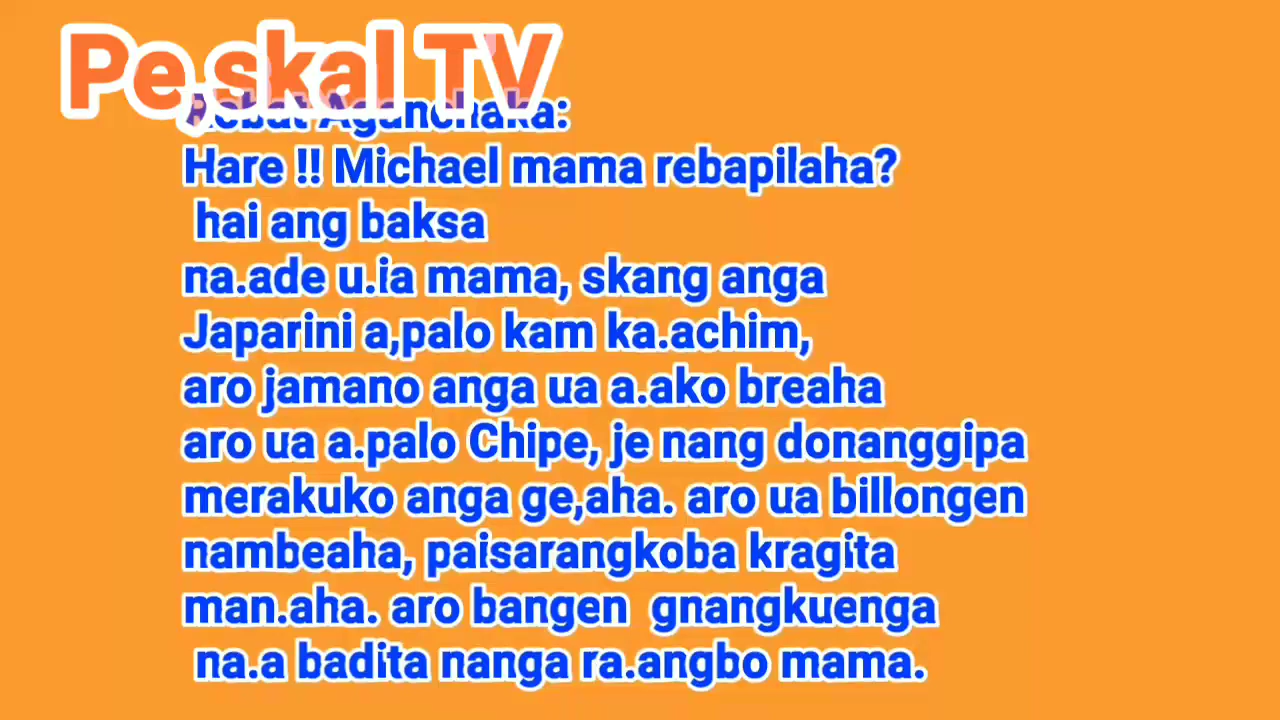 Pe,skal TV
Robat Aganchaka:
Hare !! Michael mama rebapilaha?
hai ang baksa
na.ade u.ia mama, skang anga
Japarini a,palo kam ka.achim,
aro jamano anga ua a.ako breaha
aro ua a.palo Chipe, je nang donanggipa
merakuko anga ge,aha. aro ua billongen
nambeaha, paisarangkoba kragita
man.aha. aro bangen gnangkuenga
na.a badita nanga ra.angbo mama.